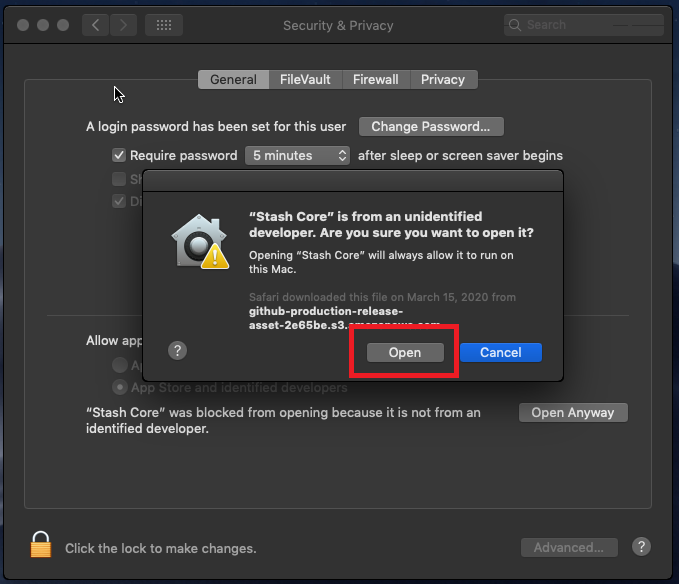 Security & Privacy
Search
General
FileVault
Firewall
Privacy
A login password has been set for this user
Change Password...
Require password
5 minutes
after sleep or screen saver begins
Sh
Di
“Stash Core” is from an unidentified
developer. Are you sure you want to open it?
Opening “Stash Core” will always allow it to run on
this Mac.
Safari downloaded this file on March 15, 2020 from
github-production-release-
asset-2e65be.s3.amazonaws.com
?
Open
Cancel
Allow app
Ap
App Store and identified developers
“Stash Core” was blocked from opening because it is not from an
identified developer.
Open Anyway
Click the lock to make changes.
Advanced...
?